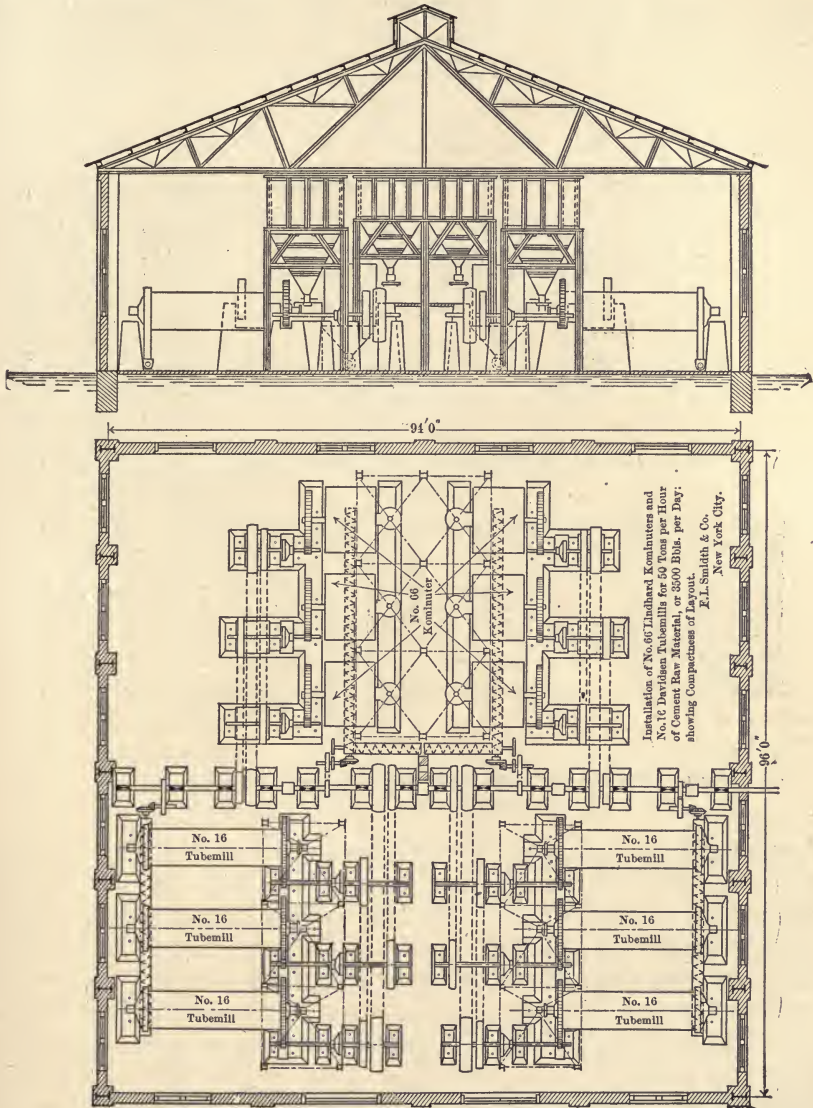 94'0"
Installation of No.66 Lindhard Kominuters and
No.16 Davidsen Tubemills for 50 Tons per Hour
of Cement Raw Material, or 3500 Bbls. per Day;
showing Compactness of Layout.
F.L. Smidth & Co.
New York City.
No. 66
Kominuter
96'0"
No. 16
Tubemill
No. 16
Tubemill
No. 16
Tubemill
No. 16
Tubemill
No. 16
Tubemill
No. 16
Tubemill